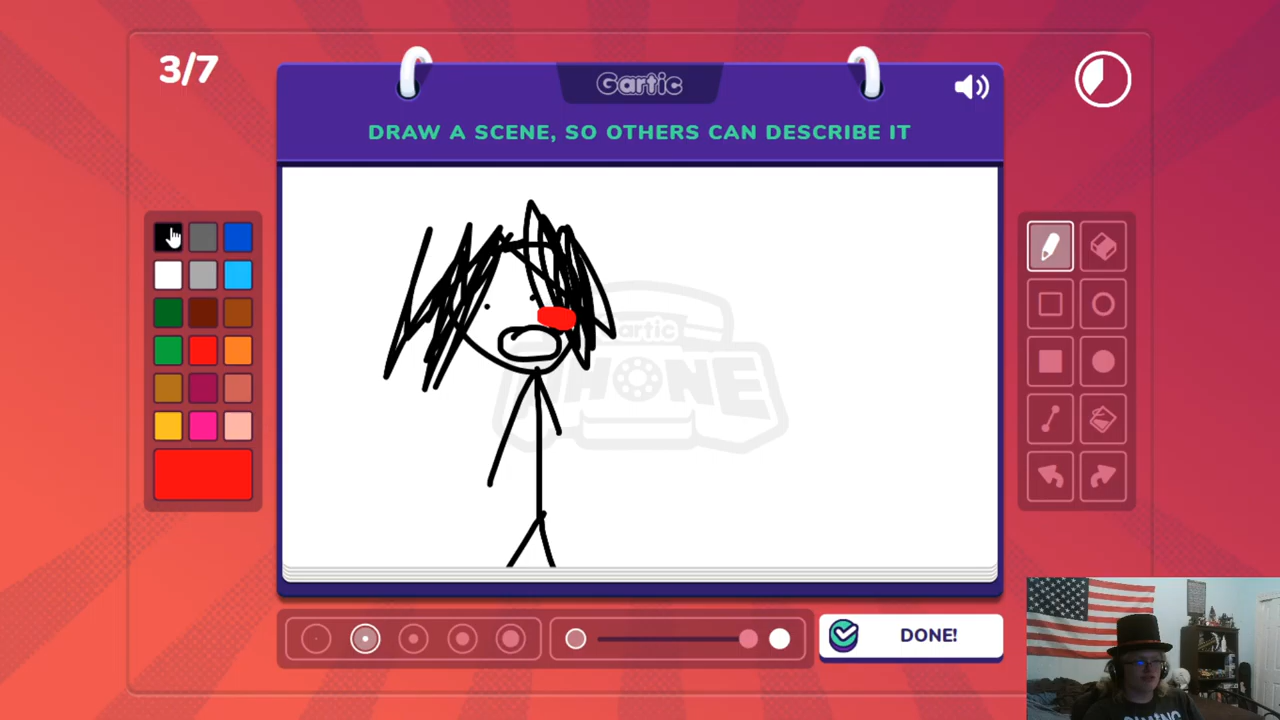 3/7
Gartic
DRAW A SCENE, SO OTHERS CAN DESCRIBE IT
Gartic
PHONE
DONE!